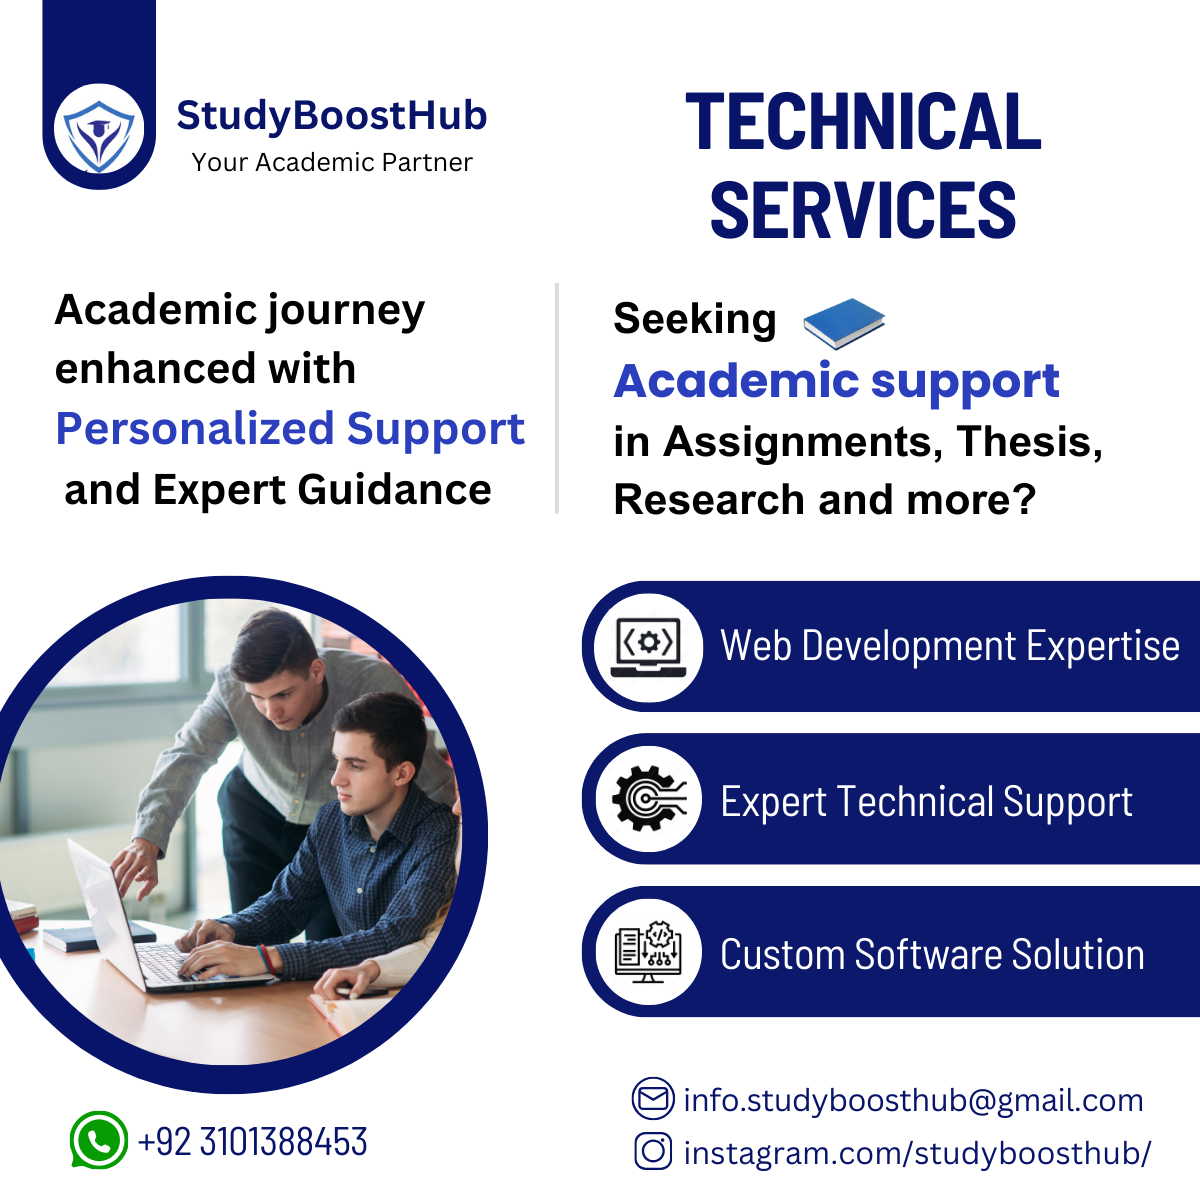 StudyBoostHub
Your Academic Partner
TECHNICAL
SERVICES
Academic journey
enhanced with
Personalized Support
and Expert Guidance
Seeking
Academic support
in Assignments, Thesis,
Research and more?
Web Development Expertise
Expert Technical Support
Custom Software Solution
+92 3101388453
info.studyboosthub@gmail.com
instagram.com/studyboosthub/